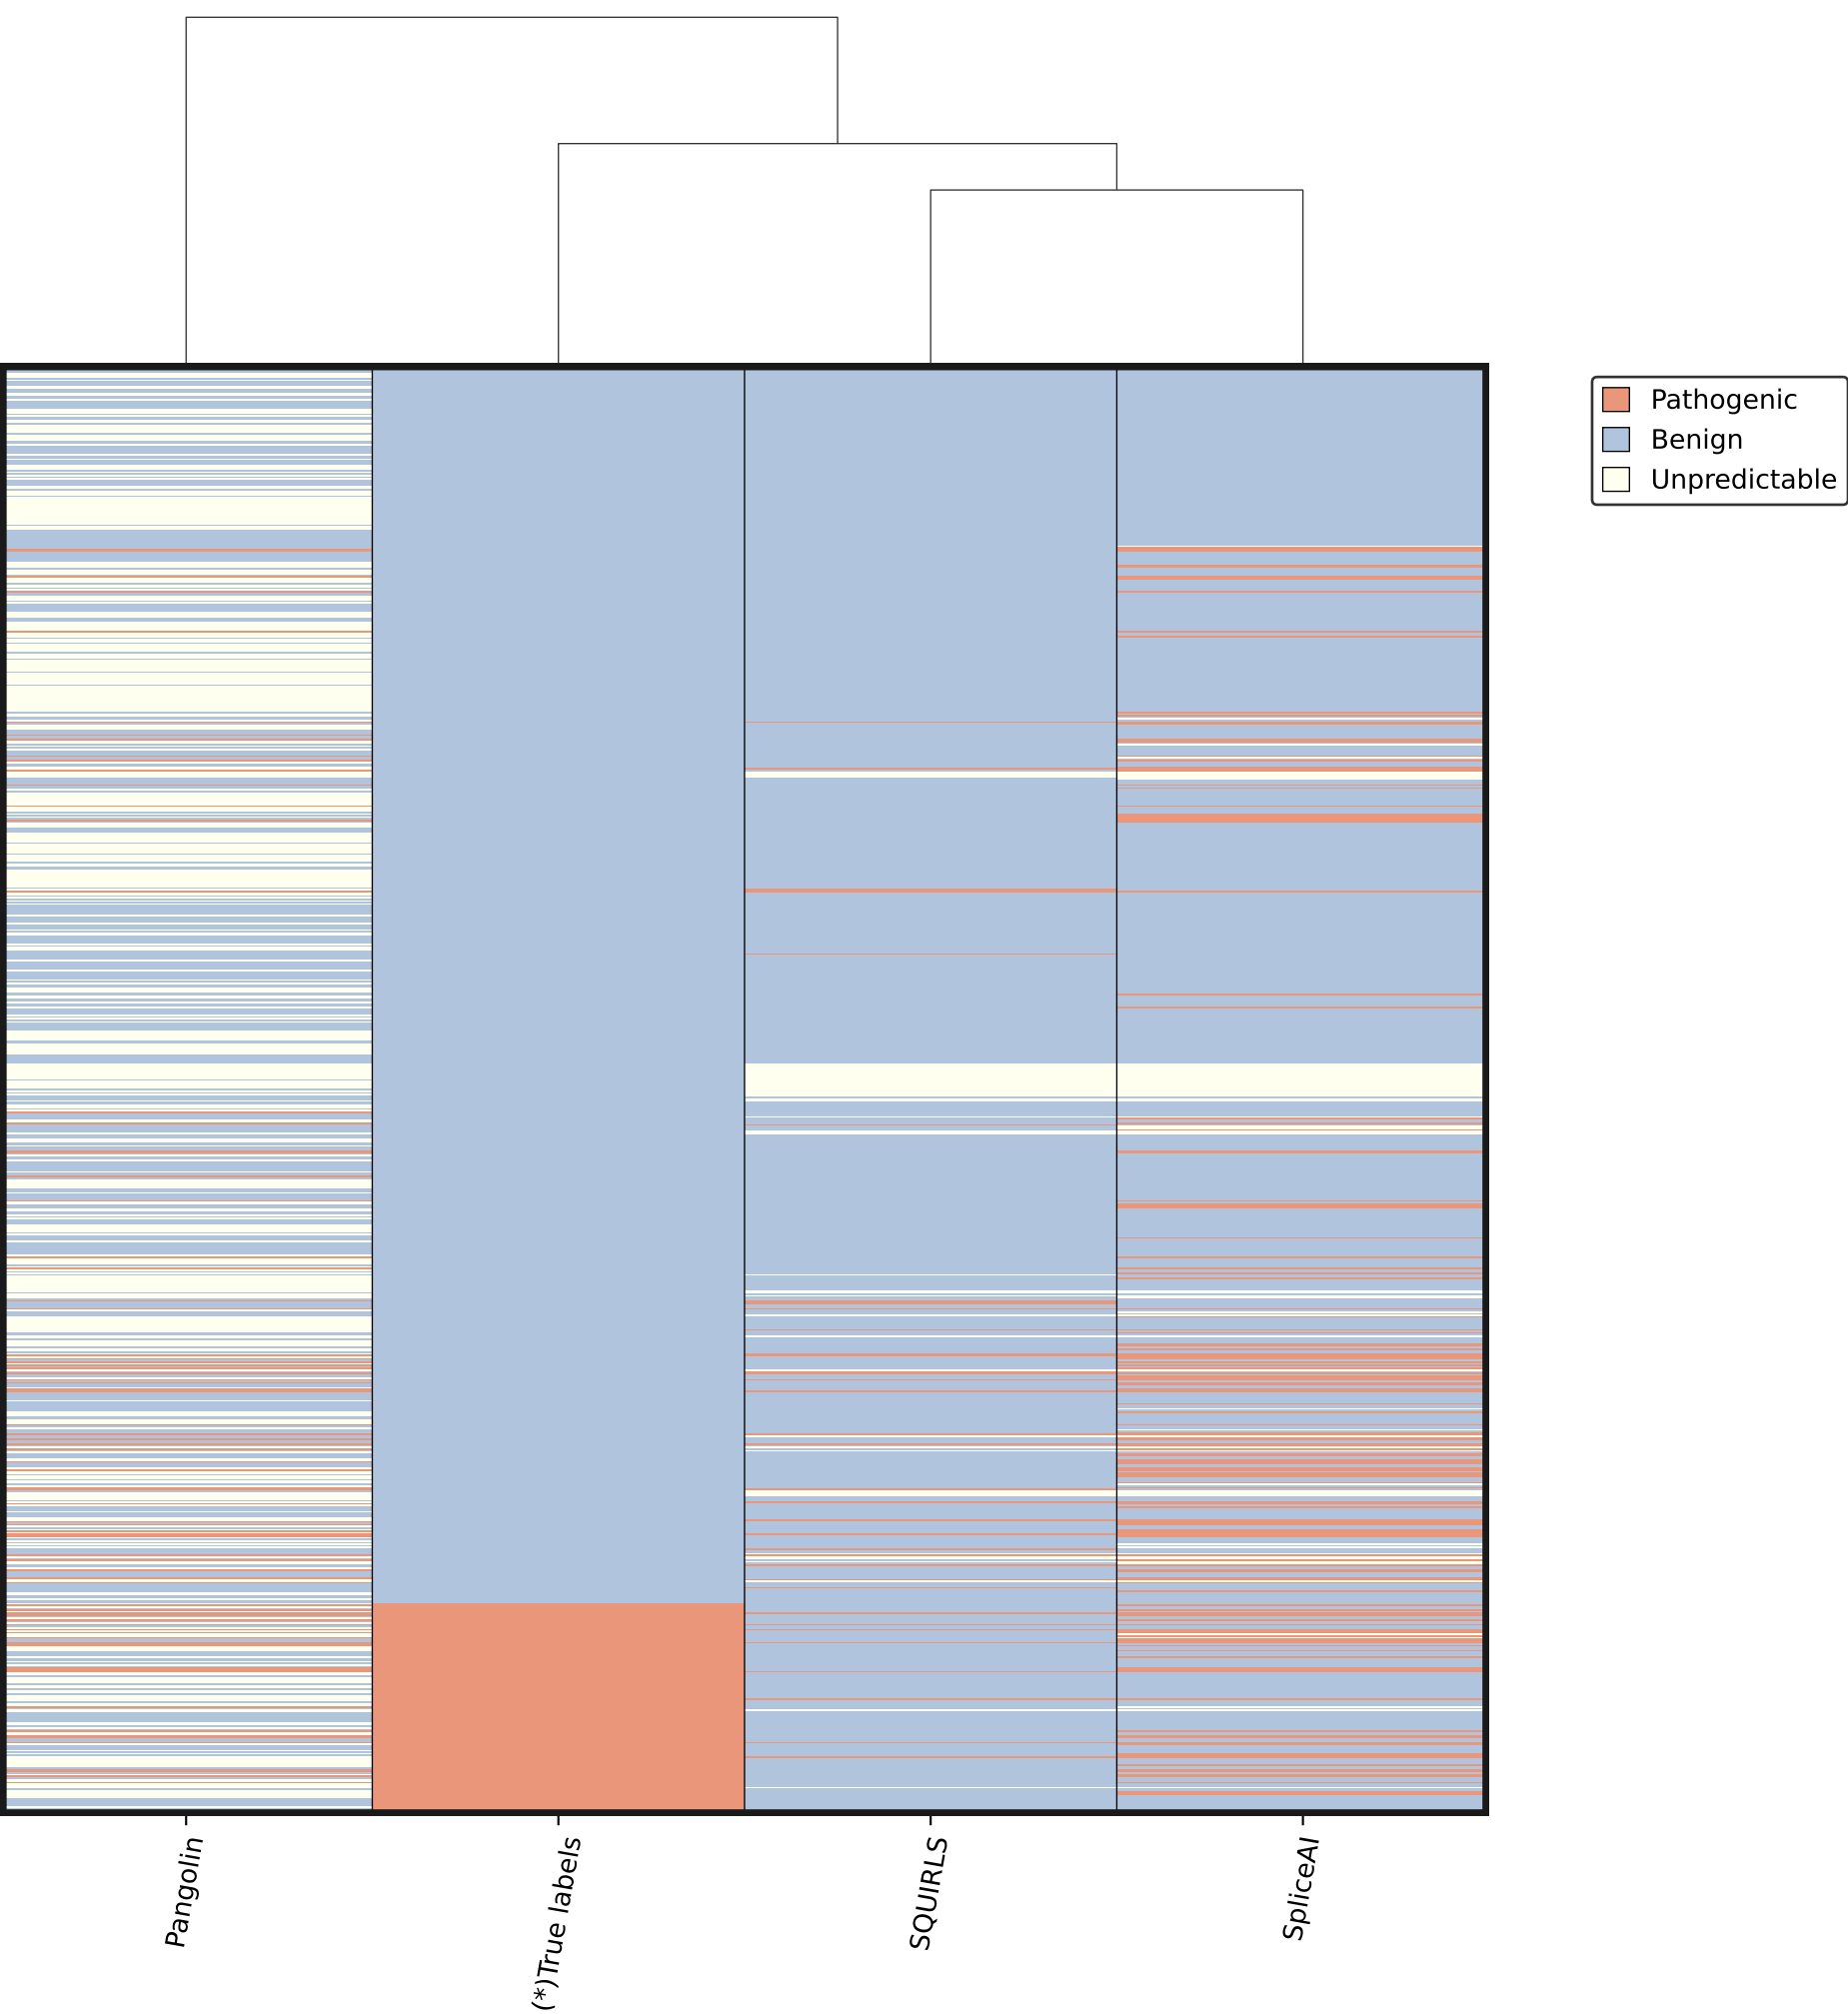 Pathogenic
Benign
Unpredictable
Pangolin
(*)True labels
SQUIRLS
SpliceAI